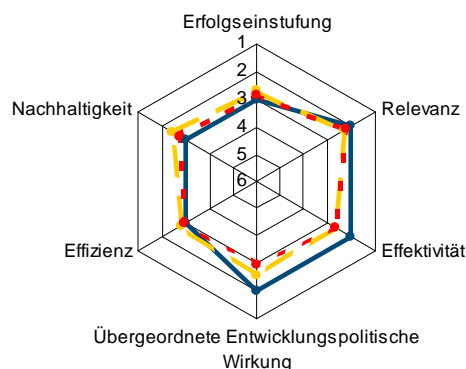 Erfolgseinstufung
1
2
3
4
5
6
Nachhaltigkeit
Relevanz
Effizienz
Effektivität
Übergeordnete Entwicklungspolitische
Wirkung